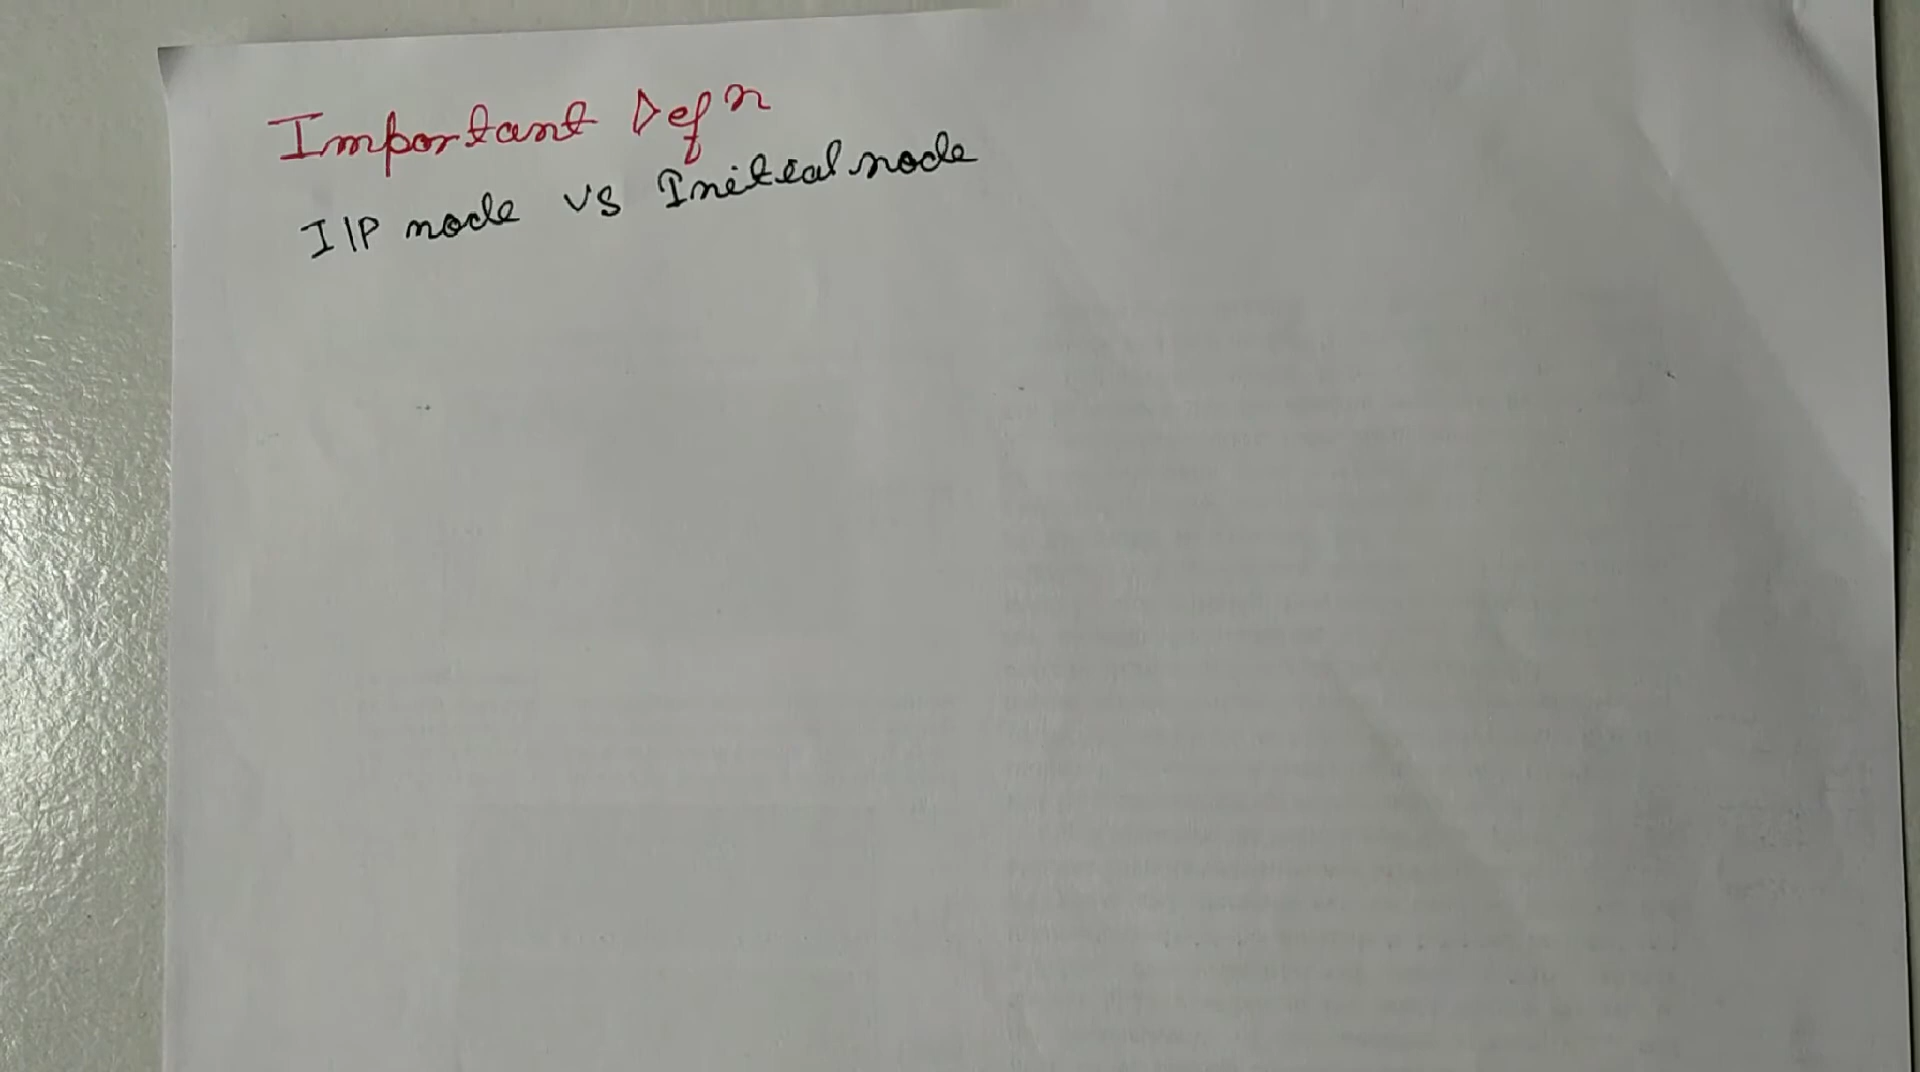 Important Defn
I/P node vs Initial node